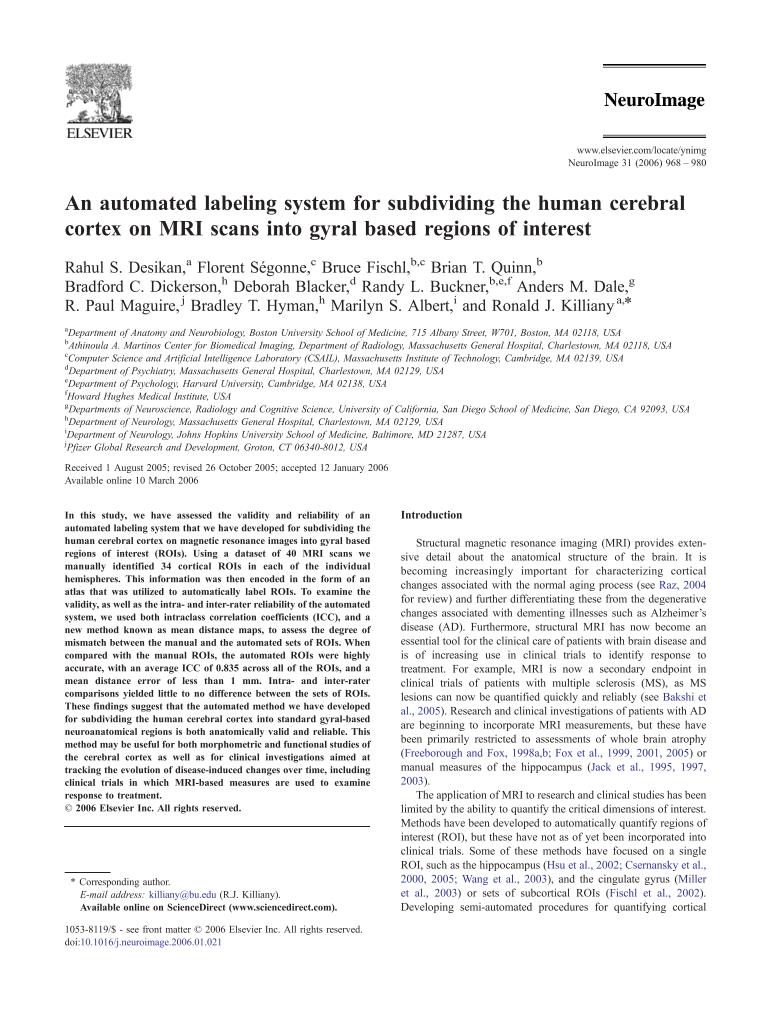 ELSEVIER
NeuroImage
www.elsevier.com/locate/ynimg
NeuroImage 31 (2006) 968 – 980
An automated labeling system for subdividing the human cerebral
cortex on MRI scans into gyral based regions of interest
Rahul S. Desikan,a Florent Ségonne,c Bruce Fischl,b,c Brian T. Quinn,b
Bradford C. Dickerson,h Deborah Blacker,d Randy L. Buckner,b,e,f Anders M. Dale,g
R. Paul Maguire,j Bradley T. Hyman,h Marilyn S. Albert,i and Ronald J. Killiany a,*
aDepartment of Anatomy and Neurobiology, Boston University School of Medicine, 715 Albany Street, W701, Boston, MA 02118, USA
bAthinoula A. Martinos Center for Biomedical Imaging, Department of Radiology, Massachusetts General Hospital, Charlestown, MA 02118, USA
cComputer Science and Artificial Intelligence Laboratory (CSAIL), Massachusetts Institute of Technology, Cambridge, MA 02139, USA
dDepartment of Psychiatry, Massachusetts General Hospital, Charlestown, MA 02129, USA
eDepartment of Psychology, Harvard University, Cambridge, MA 02138, USA
fHoward Hughes Medical Institute, USA
gDepartments of Neuroscience, Radiology and Cognitive Science, University of California, San Diego School of Medicine, San Diego, CA 92093, USA
hDepartment of Neurology, Massachusetts General Hospital, Charlestown, MA 02129, USA
iDepartment of Neurology, Johns Hopkins University School of Medicine, Baltimore, MD 21287, USA
jPfizer Global Research and Development, Groton, CT 06340-8012, USA
Received 1 August 2005; revised 26 October 2005; accepted 12 January 2006
Available online 10 March 2006
In this study, we have assessed the validity and reliability of an
automated labeling system that we have developed for subdividing the
human cerebral cortex on magnetic resonance images into gyral based
regions of interest (ROIs). Using a dataset of 40 MRI scans we
manually identified 34 cortical ROIs in each of the individual
hemispheres. This information was then encoded in the form of an
atlas that was utilized to automatically label ROIs. To examine the
validity, as well as the intra- and inter-rater reliability of the automated
system, we used both intraclass correlation coefficients (ICC), and a
new method known as mean distance maps, to assess the degree of
mismatch between the manual and the automated sets of ROIs. When
compared with the manual ROIs, the automated ROIs were highly
accurate, with an average ICC of 0.835 across all of the ROIs, and a
mean distance error of less than 1 mm. Intra- and inter-rater
comparisons yielded little to no difference between the sets of ROIs.
These findings suggest that the automated method we have developed
for subdividing the human cerebral cortex into standard gyral-based
neuroanatomical regions is both anatomically valid and reliable. This
method may be useful for both morphometric and functional studies of
the cerebral cortex as well as for clinical investigations aimed at
tracking the evolution of disease-induced changes over time, including
clinical trials in which MRI-based measures are used to examine
response to treatment.
© 2006 Elsevier Inc. All rights reserved.
* Corresponding author.
E-mail address: killiany@bu.edu (R.J. Killiany).
Available online on ScienceDirect (www.sciencedirect.com).
1053-8119/$ - see front matter © 2006 Elsevier Inc. All rights reserved.
doi:10.1016/j.neuroimage.2006.01.021
Introduction
Structural magnetic resonance imaging (MRI) provides exten-
sive detail about the anatomical structure of the brain. It is
becoming increasingly important for characterizing cortical
changes associated with the normal aging process (see Raz, 2004
for review) and further differentiating these from the degenerative
changes associated with dementing illnesses such as Alzheimer's
disease (AD). Furthermore, structural MRI has now become an
essential tool for the clinical care of patients with brain disease and
is of increasing use in clinical trials to identify response to
treatment. For example, MRI is now a secondary endpoint in
clinical trials of patients with multiple sclerosis (MS), as MS
lesions can now be quantified quickly and reliably (see Bakshi et
al., 2005). Research and clinical investigations of patients with AD
are beginning to incorporate MRI measurements, but these have
been primarily restricted to assessments of whole brain atrophy
(Freeborough and Fox, 1998a,b; Fox et al., 1999, 2001, 2005) or
manual measures of the hippocampus (Jack et al., 1995, 1997,
2003).
The application of MRI to research and clinical studies has been
limited by the ability to quantify the critical dimensions of interest.
Methods have been developed to automatically quantify regions of
interest (ROI), but these have not as of yet been incorporated into
clinical trials. Some of these methods have focused on a single
ROI, such as the hippocampus (Hsu et al., 2002; Csernansky et al.,
2000, 2005; Wang et al., 2003), and the cingulate gyrus (Miller
et al., 2003) or sets of subcortical ROIs (Fischl et al., 2002).
Developing semi-automated procedures for quantifying cortical